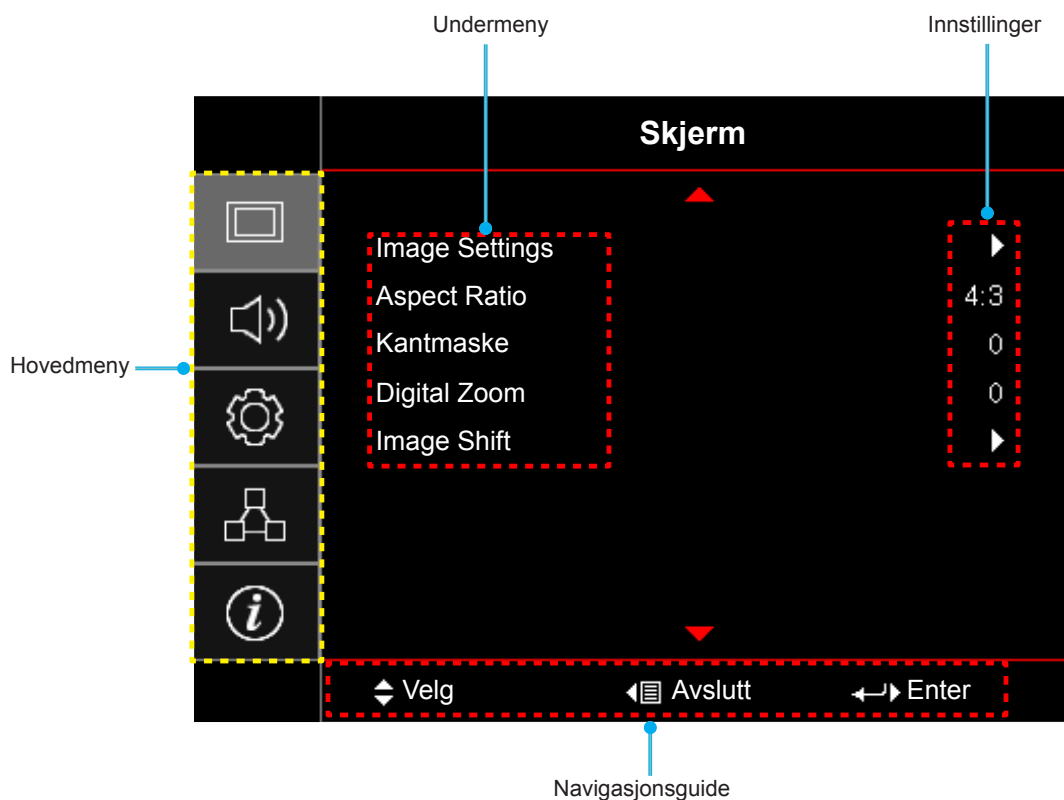 Undermeny
Innstillinger
Skjerm
Image Settings
Aspect Ratio 4:3
Kantmaske 0
Digital Zoom 0
Image Shift
Hovedmeny
Velg Avslutt Enter
Navigasjonsguide